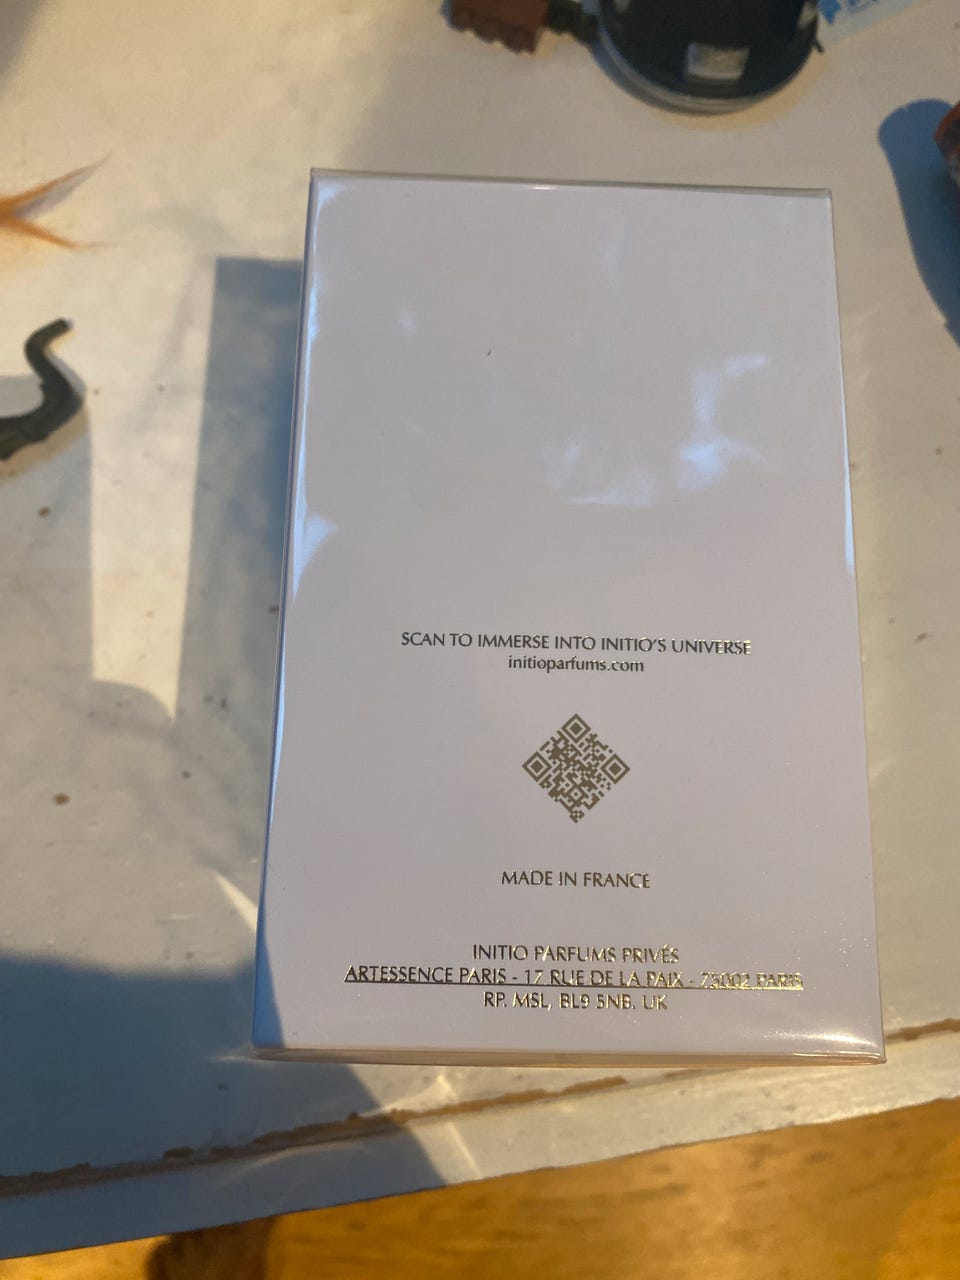 SCAN TO IMMERSE INTO INITIO'S UNIVERSE
initioparfums.com
MADE IN FRANCE
INITIO PARFUMS PRIVÉS
ARTESSENCE PARIS - 17 RUE DE LA PAIX - 75002 PARIS
RP. MSL, BL9 5NB. UK